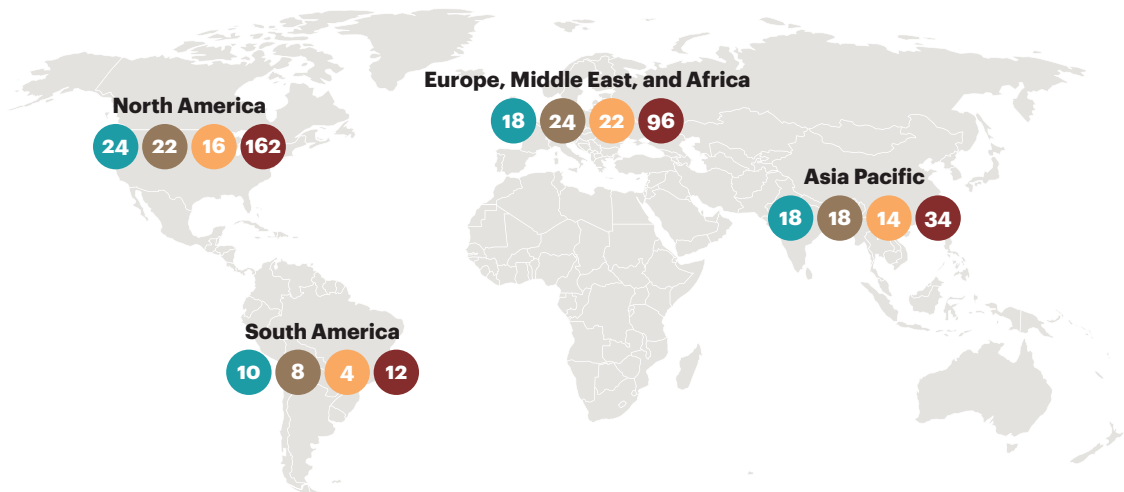 North America
24 22 16 162
Europe, Middle East, and Africa
18 24 22 96
Asia Pacific
18 18 14 34
South America
10 8 4 12